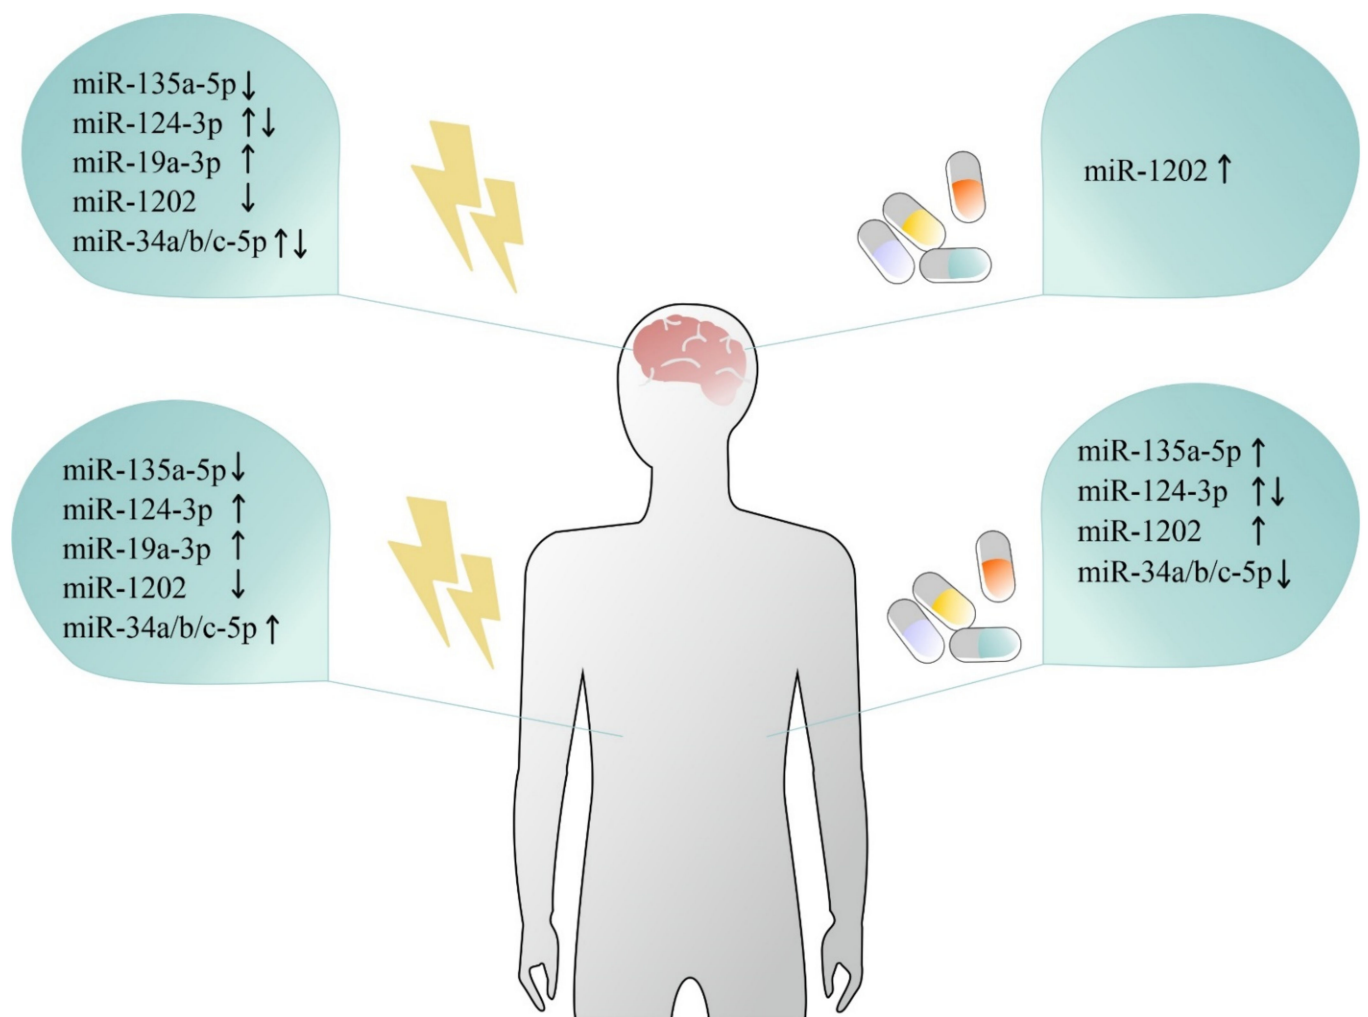 miR-135a-5p ↓
miR-124-3p ↑↓
miR-19a-3p ↑
miR-1202 ↓
miR-34a/b/c-5p ↑↓
miR-1202 ↑
miR-135a-5p ↓
miR-124-3p ↑
miR-19a-3p ↑
miR-1202 ↓
miR-34a/b/c-5p ↑
miR-135a-5p ↑
miR-124-3p ↑↓
miR-1202 ↑
miR-34a/b/c-5p ↓